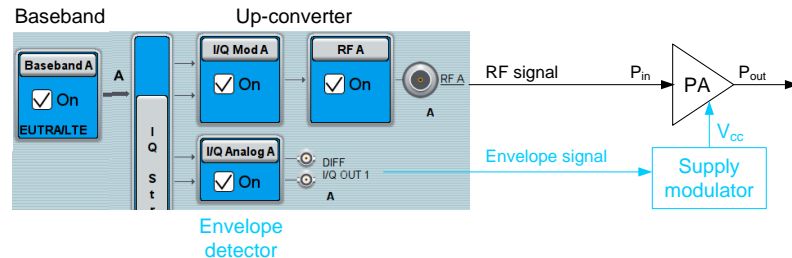 Baseband
Up-converter
Baseband A
On
EUTRA/LTE
A
I
Q
S
t
r
I/Q Mod A
On
RF A
On
RF A
A
RF signal
Pin
PA
Pout
Vcc
I/Q Analog A
On
DIFF
I/Q OUT 1
A
Envelope signal
Supply
modulator
Envelope
detector